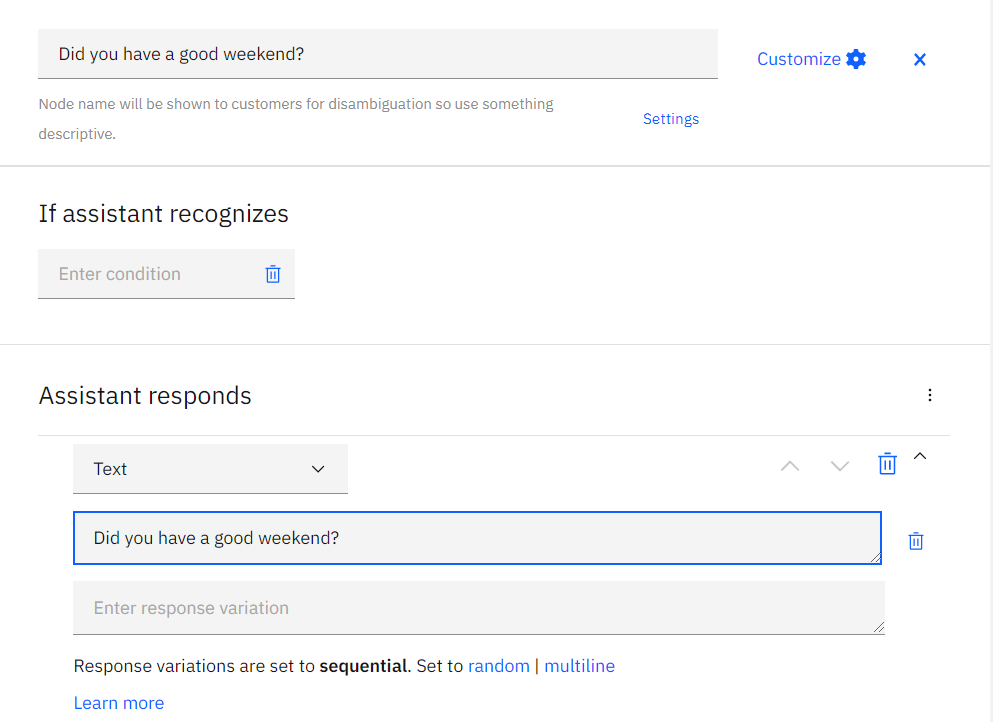 Did you have a good weekend?
Customize
Node name will be shown to customers for disambiguation so use something
descriptive.
Settings
If assistant recognizes
Enter condition
Assistant responds
Text
Did you have a good weekend?
Enter response variation
Response variations are set to sequential. Set to random | multiline
Learn more